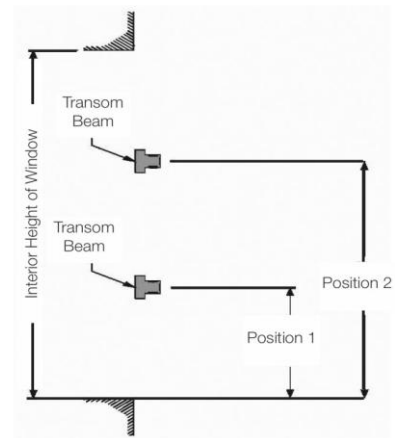 Interior Height of Window
Transom
Beam
Transom
Beam
Position 2
Position 1